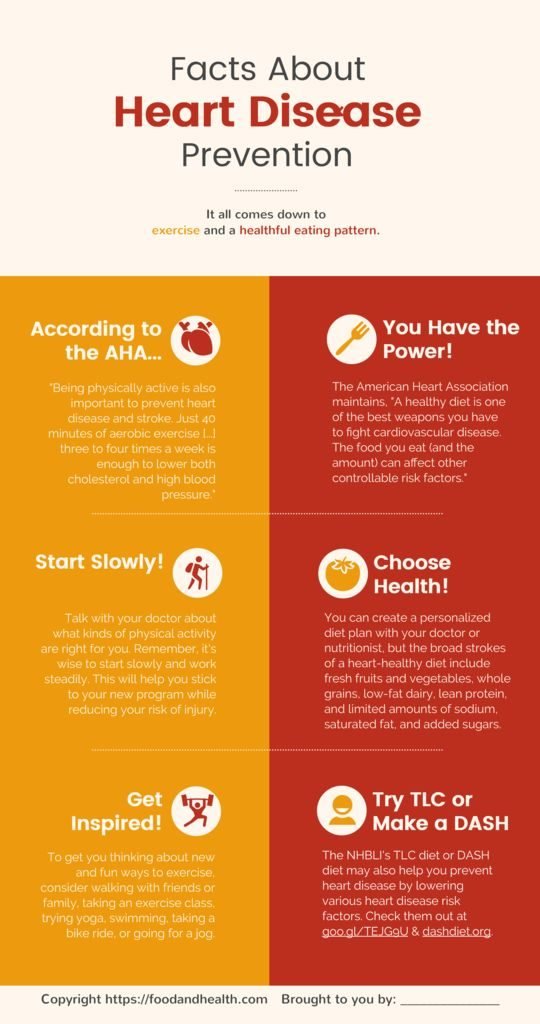 Facts About
Heart Disease
Prevention
It all comes down to
exercise and a healthful eating pattern.
According to
the AHA...
"Being physically active is also
important to prevent heart
disease and stroke. Just 40
minutes of aerobic exercise [...]
three to four times a week is
enough to lower both
cholesterol and high blood
pressure."
Start Slowly!
Talk with your doctor about
what kinds of physical activity
are right for you. Remember, it's
wise to start slowly and work
steadily. This will help you stick
to your new program while
reducing your risk of injury.
Get
Inspired!
To get you thinking about new
and fun ways to exercise,
consider walking with friends or
family, taking an exercise class,
trying yoga, swimming, taking a
bike ride, or going for a jog.
You Have the
Power!
The American Heart Association
maintains, "A healthy diet is one
of the best weapons you have
to fight cardiovascular disease.
The food you eat (and the
amount) can affect other
controllable risk factors."
Choose
Health!
You can create a personalized
diet plan with your doctor or
nutritionist, but the broad strokes
of a heart-healthy diet include
fresh fruits and vegetables, whole
grains, low-fat dairy, lean protein,
and limited amounts of sodium,
saturated fat, and added sugars.
Try TLC or
Make a DASH
The NHBLI's TLC diet or DASH
diet may also help you prevent
heart disease by lowering
various heart disease risk
factors. Check them out at
goo.gl/TEJG9U & dashdiet.org.
Copyright https://foodandhealth.com Brought to you by: _______________